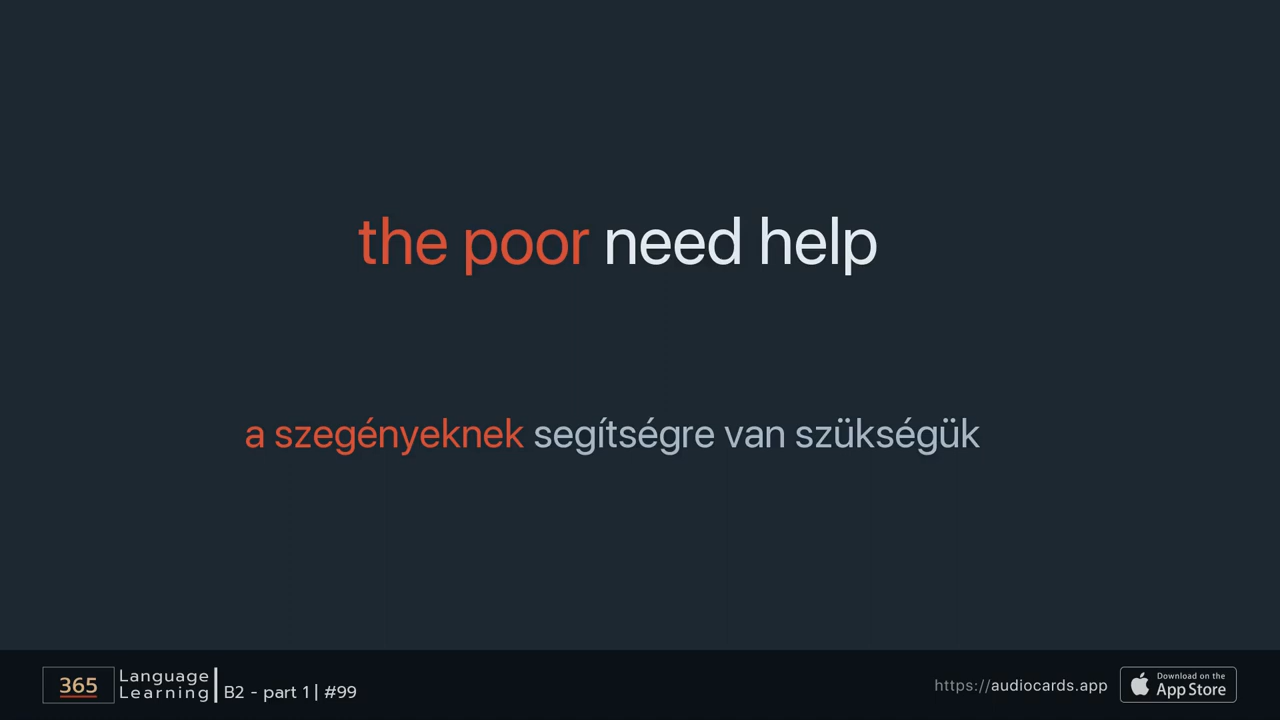 the poor need help
a szegényeknek segítségre van szükségük
365
Language
Learning
B2 - part 1 | #99
https://audiocards.app
Download on the
App Store